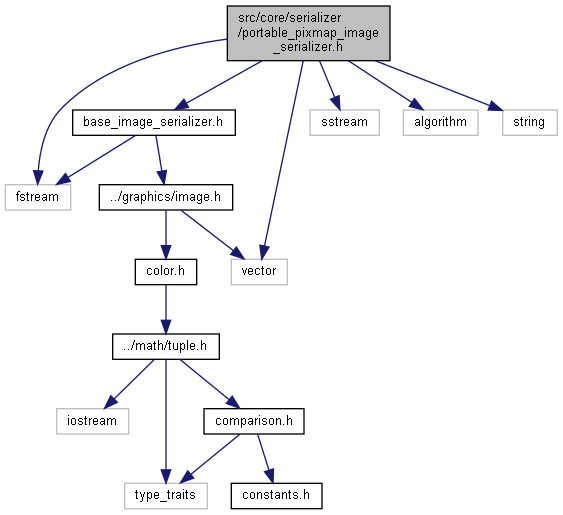 src/core/serializer
/portable_pixmap_image
_serializer.h
base_image_serializer.h
sstream
algorithm
string
fstream
../graphics/image.h
color.h
vector
../math/tuple.h
iostream
comparison.h
type_traits
constants.h